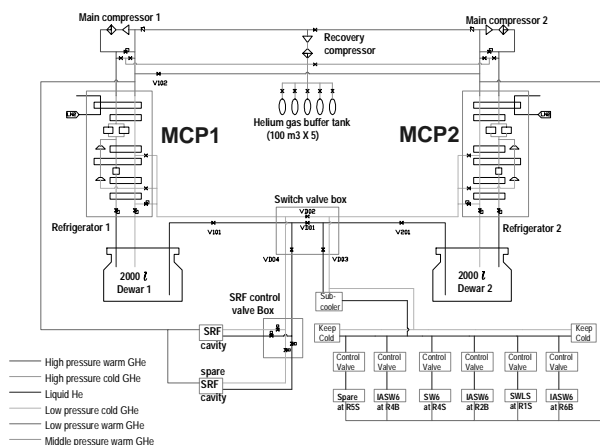 Main compressor 1
Main compressor 2
Recovery
compressor
V102
LN2
LN2
Helium gas buffer tank
(100 m3 X 5)
MCP1
MCP2
Switch valve box
VD02
VD01
V101
V201
VD04
VD03
Refrigerator 1
Refrigerator 2
2000 ℓ
Dewar 1
2000 ℓ
Dewar 2
SRF control
valve Box
Sub-
cooler
SRF
cavity
spare
SRF
cavity
Keep
Cold
Keep
Cold
Control
Valve
Control
Valve
Control
Valve
Control
Valve
Control
Valve
Control
Valve
Spare
at R5S
IASW6
at R4B
SW6
at R4S
IASW6
at R2B
SWLS
at R1S
IASW6
at R6B
High pressure warm GHe
High pressure cold GHe
Liquid He
Low pressure cold GHe
Low pressure warm GHe
Middle pressure warm GHe